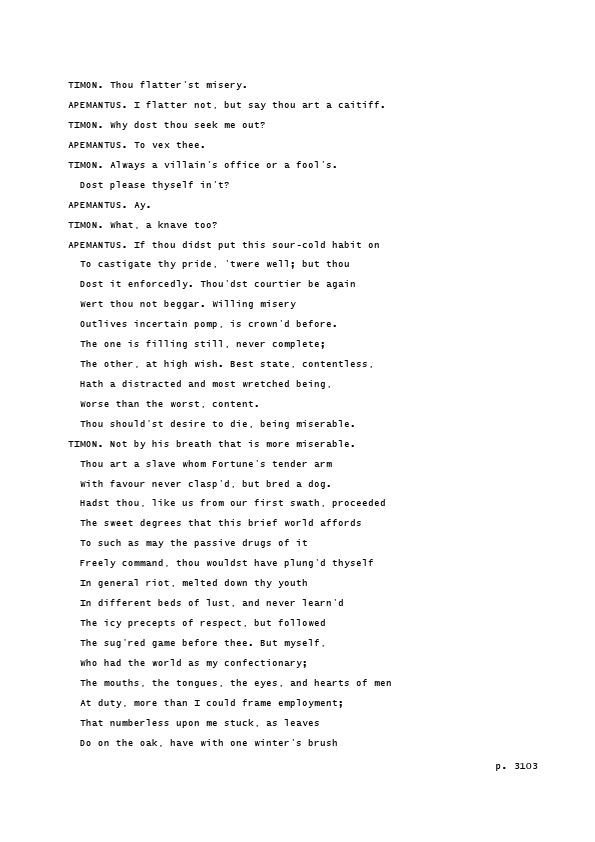 TIMON. Thou flatter'st misery.
APEMANTUS. I flatter not, but say thou art a caitiff.
TIMON. Why dost thou seek me out?
APEMANTUS. To vex thee.
TIMON. Always a villain's office or a fool's.
Dost please thyself in't?
APEMANTUS. Ay.
TIMON. What, a knave too?
APEMANTUS. If thou didst put this sour-cold habit on
To castigate thy pride, 'twere well; but thou
Dost it enforcedly. Thou'dst courtier be again
Wert thou not beggar. Willing misery
Outlives incertain pomp, is crown'd before.
The one is filling still, never complete;
The other, at high wish. Best state, contentless,
Hath a distracted and most wretched being,
Worse than the worst, content.
Thou should'st desire to die, being miserable.
TIMON. Not by his breath that is more miserable.
Thou art a slave whom Fortune's tender arm
With favour never clasp'd, but bred a dog.
Hadst thou, like us from our first swath, proceeded
The sweet degrees that this brief world affords
To such as may the passive drugs of it
Freely command, thou wouldst have plung'd thyself
In general riot, melted down thy youth
In different beds of lust, and never learn'd
The icy precepts of respect, but followed
The sug'red game before thee. But myself,
Who had the world as my confectionary;
The mouths, the tongues, the eyes, and hearts of men
At duty, more than I could frame employment;
That numberless upon me stuck, as leaves
Do on the oak, have with one winter's brush
p. 3103